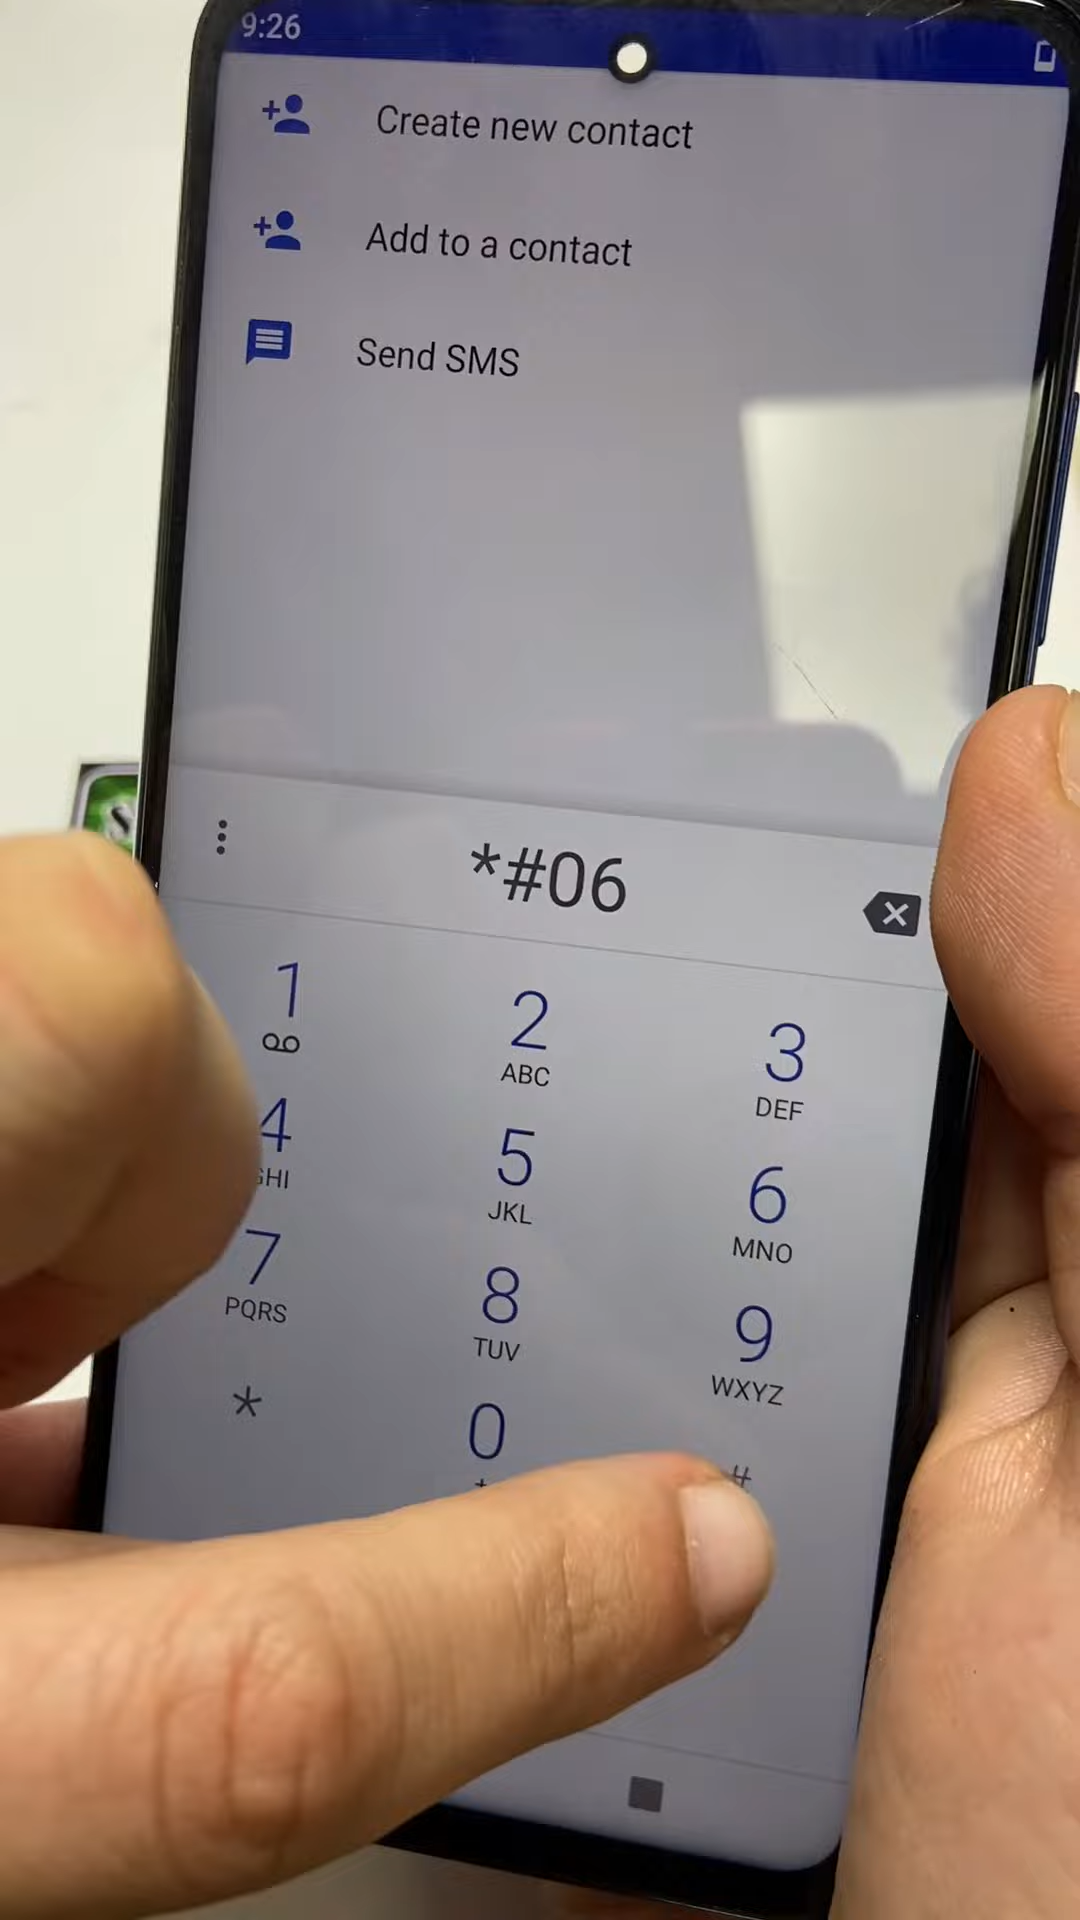 9:26
Create new contact
Add to a contact
Send SMS
*#06
1 2 3
ABC DEF
4 5 6
GHI JKL MNO
7 8 9
PQRS TUV WXYZ
* 0 #
+